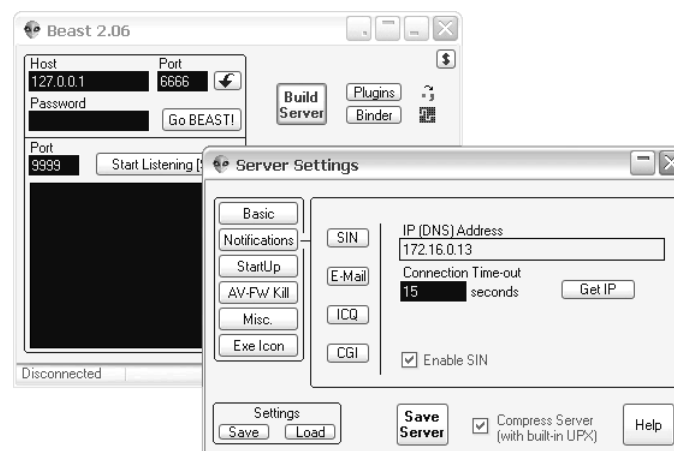 Beast 2.06
Host Port
127.0.0.1 6666
Password
Go BEAST!
Build Server
Plugins
Binder
$
Port
9999 Start Listening [S
Disconnected
Server Settings
Basic
Notifications
StartUp
AV-FW Kill
Misc.
Exe Icon
SIN
E-Mail
ICQ
CGI
IP (DNS) Address
172.16.0.13
Connection Time-out
15 seconds
Get IP
Enable SIN
Settings
Save Load
Save
Server
Compress Server
(with built-in UPX)
Help